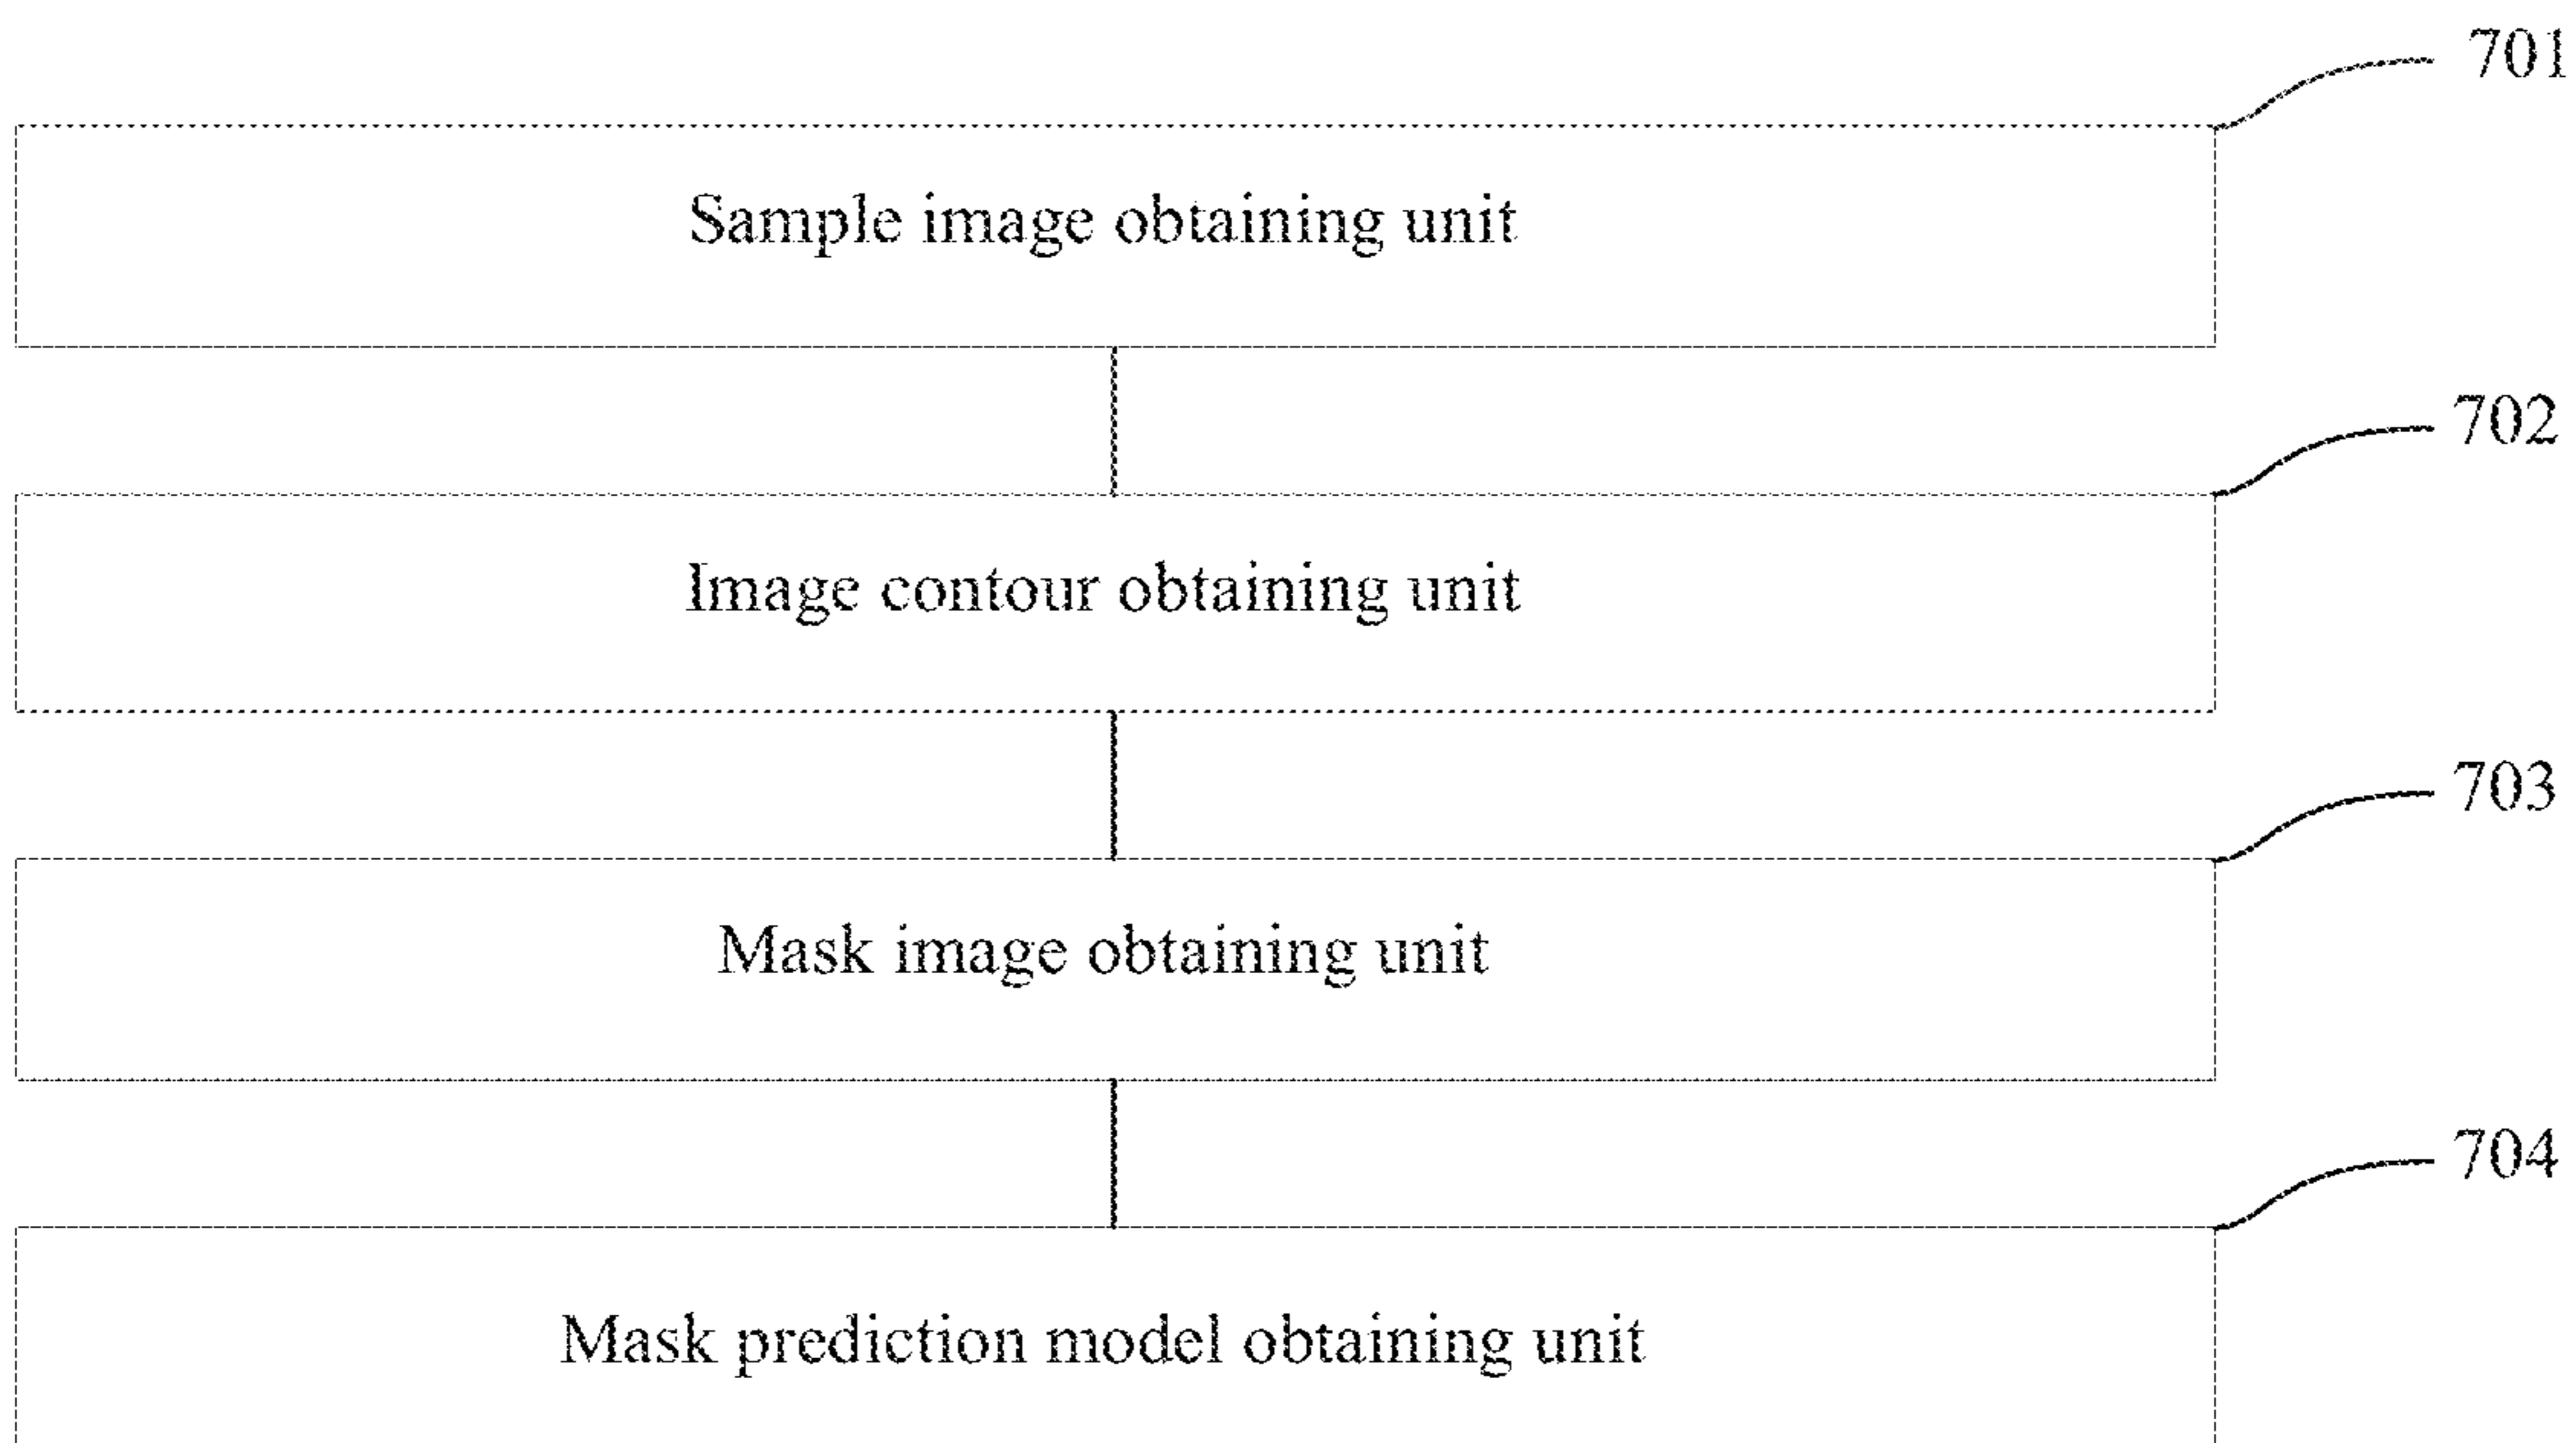 701
Sample image obtaining unit
702
Image contour obtaining unit
703
Mask image obtaining unit
704
Mask prediction model obtaining unit